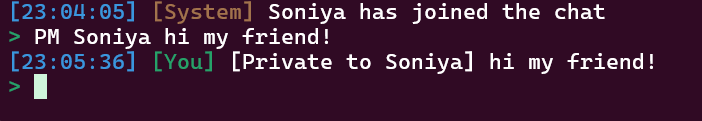 [23:04:05] [System] Soniya has joined the chat
> PM Soniya hi my friend!
[23:05:36] [You] [Private to Soniya] hi my friend!
>